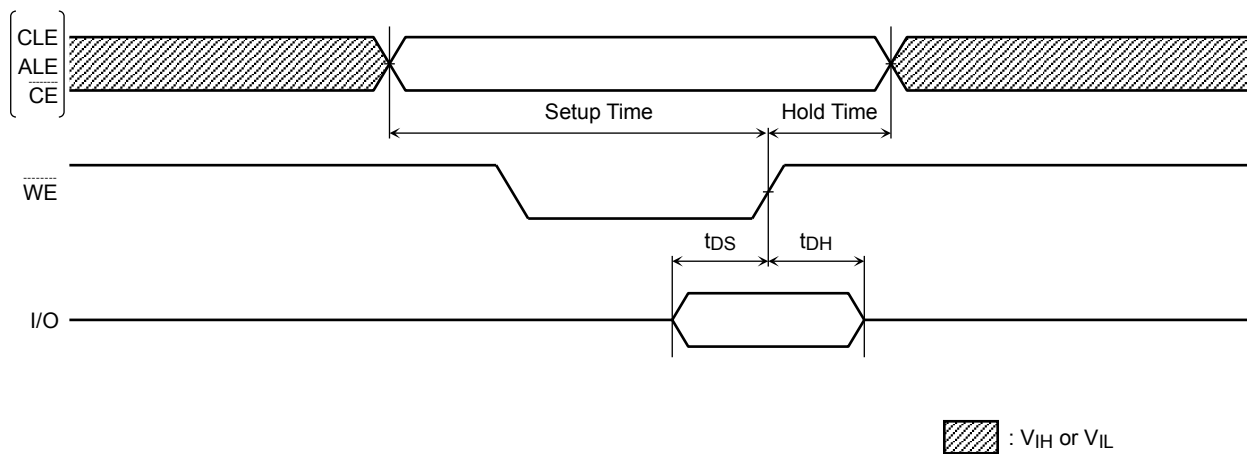 CLE
ALE
CE
Setup Time
Hold Time
WE
tDS
tDH
I/O
: VIH or VIL